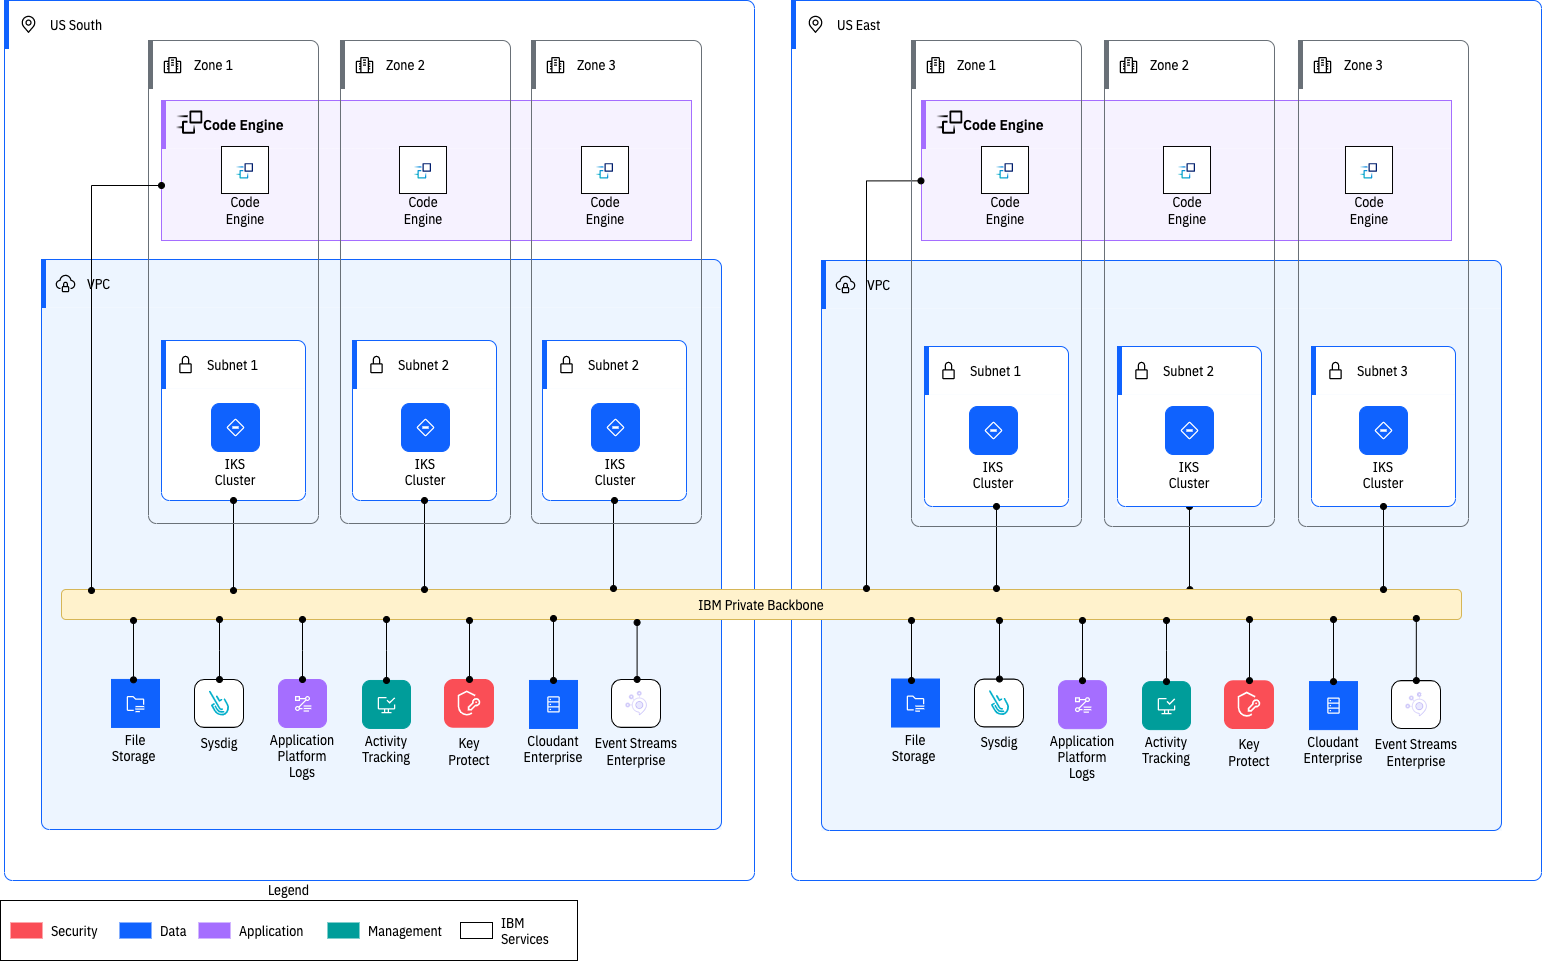 US South
Zone 1
Zone 2
Zone 3
Code Engine
Code
Engine
Code
Engine
Code
Engine
VPC
Subnet 1
Subnet 2
Subnet 2
IKS
Cluster
IKS
Cluster
IKS
Cluster
US East
Zone 1
Zone 2
Zone 3
Code Engine
Code
Engine
Code
Engine
Code
Engine
VPC
Subnet 1
Subnet 2
Subnet 3
IKS
Cluster
IKS
Cluster
IKS
Cluster
IBM Private Backbone
File
Storage
Sysdig
Application
Platform
Logs
Activity
Tracking
Key
Protect
Cloudant
Enterprise
Event Streams
Enterprise
File
Storage
Sysdig
Application
Platform
Logs
Activity
Tracking
Key
Protect
Cloudant
Enterprise
Event Streams
Enterprise
Legend
Security
Data
Application
Management
IBM
Services